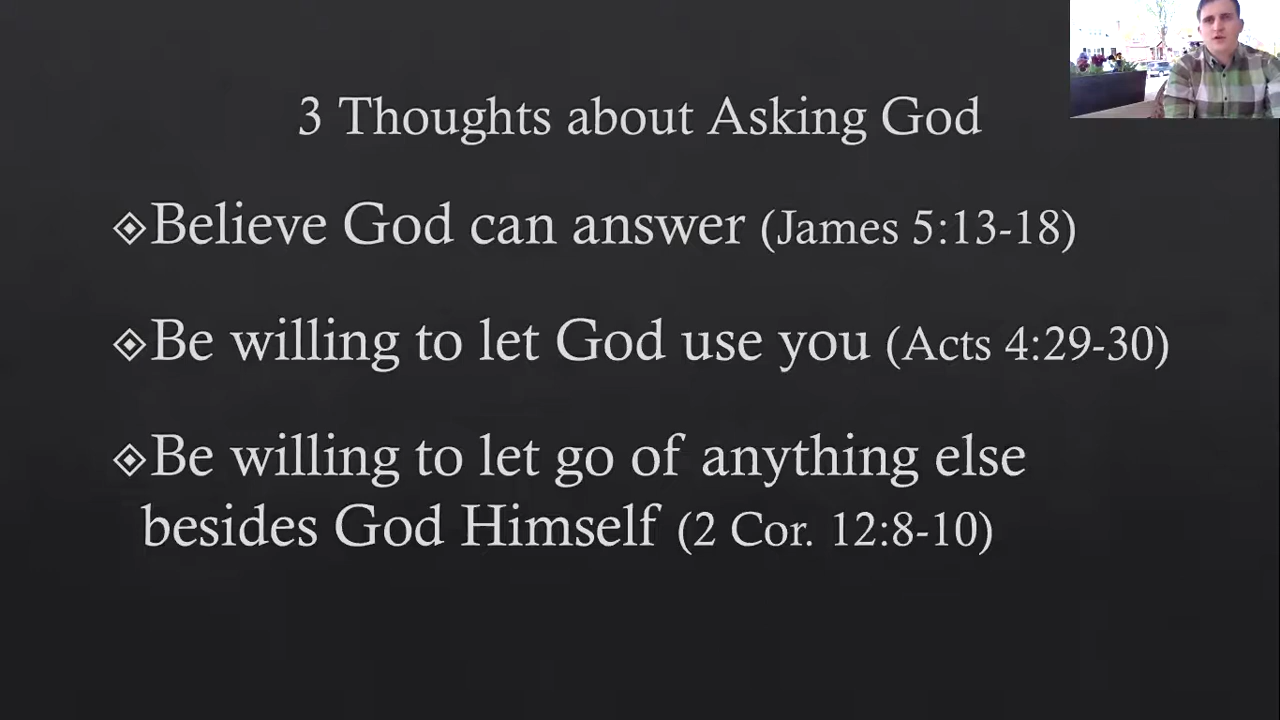 3 Thoughts about Asking God
Believe God can answer (James 5:13-18)
Be willing to let God use you (Acts 4:29-30)
Be willing to let go of anything else
besides God Himself (2 Cor. 12:8-10)